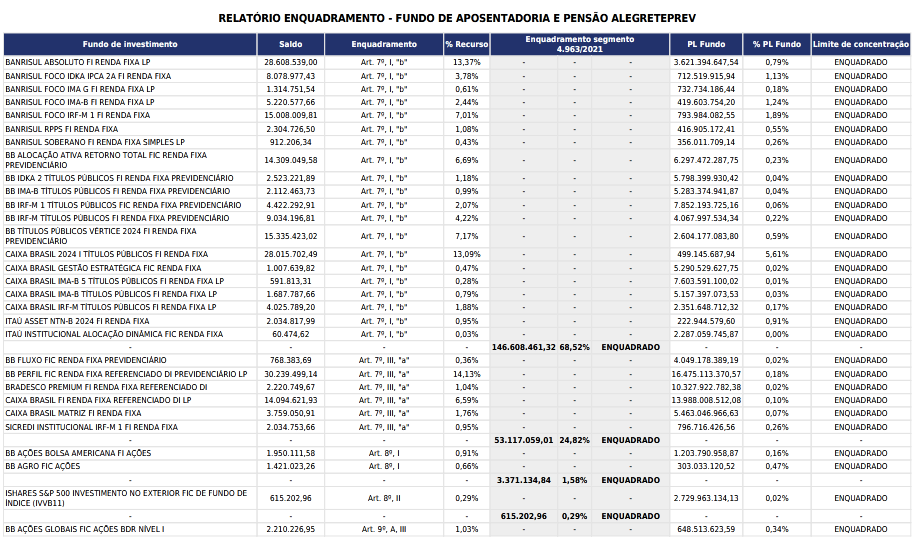 RELATÓRIO ENQUADRAMENTO - FUNDO DE APOSENTADORIA E PENSÃO ALEGRETEPREV
Fundo de investimento Saldo Enquadramento % Recurso Enquadramento segmento 4.963/2021 PL Fundo % PL Fundo Limite de concentração
BANRISUL ABSOLUTO FI RENDA FIXA LP 28.608.539,00 Art. 7º, I, "b" 13,37% - - - 3.621.394.647,54 0,79% ENQUADRADO
BANRISUL FOCO IDKA IPCA 2A FI RENDA FIXA 8.078.977,43 Art. 7º, I, "b" 3,78% - - - 712.519.915,94 1,13% ENQUADRADO
BANRISUL FOCO IMA G FI RENDA FIXA LP 1.314.751,54 Art. 7º, I, "b" 0,61% - - - 732.734.186,44 0,18% ENQUADRADO
BANRISUL FOCO IMA-B FI RENDA FIXA LP 5.220.577,66 Art. 7º, I, "b" 2,44% - - - 419.603.754,20 1,24% ENQUADRADO
BANRISUL FOCO IRF-M 1 FI RENDA FIXA 15.008.009,81 Art. 7º, I, "b" 7,01% - - - 793.984.082,55 1,89% ENQUADRADO
BANRISUL RPPS FI RENDA FIXA 2.304.726,50 Art. 7º, I, "b" 1,08% - - - 416.905.172,41 0,55% ENQUADRADO
BANRISUL SOBERANO FI RENDA FIXA SIMPLES LP 912.206,34 Art. 7º, I, "b" 0,43% - - - 356.011.709,14 0,26% ENQUADRADO
BB ALOCAÇÃO ATIVA RETORNO TOTAL FIC RENDA FIXA
PREVIDENCIÁRIO 14.309.049,58 Art. 7º, I, "b" 6,69% - - - 6.297.472.287,75 0,23% ENQUADRADO
BB IDKA 2 TÍTULOS PÚBLICOS FI RENDA FIXA PREVIDENCIÁRIO 2.523.221,89 Art. 7º, I, "b" 1,18% - - - 5.798.399.930,42 0,04% ENQUADRADO
BB IMA-B TÍTULOS PÚBLICOS FI RENDA FIXA PREVIDENCIÁRIO 2.112.463,73 Art. 7º, I, "b" 0,99% - - - 5.283.374.941,87 0,04% ENQUADRADO
BB IRF-M 1 TÍTULOS PÚBLICOS FIC RENDA FIXA PREVIDENCIÁRIO 4.422.292,91 Art. 7º, I, "b" 2,07% - - - 7.852.193.725,16 0,06% ENQUADRADO
BB IRF-M TÍTULOS PÚBLICOS FI RENDA FIXA PREVIDENCIÁRIO 9.034.196,81 Art. 7º, I, "b" 4,22% - - - 4.067.997.534,34 0,22% ENQUADRADO
BB TÍTULOS PÚBLICOS VÉRTICE 2024 FI RENDA FIXA
PREVIDENCIÁRIO 15.335.423,02 Art. 7º, I, "b" 7,17% - - - 2.604.177.083,80 0,59% ENQUADRADO
CAIXA BRASIL 2024 I TÍTULOS PÚBLICOS FI RENDA FIXA 28.015.702,49 Art. 7º, I, "b" 13,09% - - - 499.145.687,94 5,61% ENQUADRADO
CAIXA BRASIL GESTÃO ESTRATÉGICA FIC RENDA FIXA 1.007.639,82 Art. 7º, I, "b" 0,47% - - - 5.290.529.627,75 0,02% ENQUADRADO
CAIXA BRASIL IMA-B 5 TÍTULOS PÚBLICOS FI RENDA FIXA LP 591.813,31 Art. 7º, I, "b" 0,28% - - - 7.603.591.100,02 0,01% ENQUADRADO
CAIXA BRASIL IMA-B TÍTULOS PÚBLICOS FI RENDA FIXA LP 1.687.787,66 Art. 7º, I, "b" 0,79% - - - 5.157.397.073,53 0,03% ENQUADRADO
CAIXA BRASIL IRF-M TÍTULOS PÚBLICOS FI RENDA FIXA LP 4.025.789,20 Art. 7º, I, "b" 1,88% - - - 2.351.648.712,32 0,17% ENQUADRADO
ITAÚ ASSET NTN-B 2024 FI RENDA FIXA 2.034.817,99 Art. 7º, I, "b" 0,95% - - - 222.944.579,60 0,91% ENQUADRADO
ITAÚ INSTITUCIONAL ALOCAÇÃO DINÂMICA FIC RENDA FIXA 60.474,62 Art. 7º, I, "b" 0,03% - - - 2.287.059.745,87 0,00% ENQUADRADO
- - - - 146.608.461,32 68,52% ENQUADRADO - - -
BB FLUXO FIC RENDA FIXA PREVIDENCIÁRIO 768.383,69 Art. 7º, III, "a" 0,36% - - - 4.049.178.389,19 0,02% ENQUADRADO
BB PERFIL FIC RENDA FIXA REFERENCIADO DI PREVIDENCIÁRIO LP 30.239.499,14 Art. 7º, III, "a" 14,13% - - - 16.475.113.370,57 0,18% ENQUADRADO
BRADESCO PREMIUM FI RENDA FIXA REFERENCIADO DI 2.220.749,67 Art. 7º, III, "a" 1,04% - - - 10.327.922.782,38 0,02% ENQUADRADO
CAIXA BRASIL FI RENDA FIXA REFERENCIADO DI LP 14.094.621,93 Art. 7º, III, "a" 6,59% - - - 13.988.008.512,08 0,10% ENQUADRADO
CAIXA BRASIL MATRIZ FI RENDA FIXA 3.759.050,91 Art. 7º, III, "a" 1,76% - - - 5.463.046.966,63 0,07% ENQUADRADO
SICREDI INSTITUCIONAL IRF-M 1 FI RENDA FIXA 2.034.753,66 Art. 7º, III, "a" 0,95% - - - 796.716.426,56 0,26% ENQUADRADO
- - - - 53.117.059,01 24,82% ENQUADRADO - - -
BB AÇÕES BOLSA AMERICANA FI AÇÕES 1.950.111,58 Art. 8º, I 0,91% - - - 1.203.790.958,87 0,16% ENQUADRADO
BB AGRO FIC AÇÕES 1.421.023,26 Art. 8º, I 0,66% - - - 303.033.120,52 0,47% ENQUADRADO
- - - - 3.371.134,84 1,58% ENQUADRADO - - -
ISHARES S&P 500 INVESTIMENTO NO EXTERIOR FIC DE FUNDO DE
ÍNDICE (IVVB11) 615.202,96 Art. 8º, II 0,29% - - - 2.729.963.134,13 0,02% ENQUADRADO
- - - - 615.202,96 0,29% ENQUADRADO - - -
BB AÇÕES GLOBAIS FIC AÇÕES BDR NÍVEL I 2.210.226,95 Art. 9º, A, III 1,03% - - - 648.513.623,59 0,34% ENQUADRADO